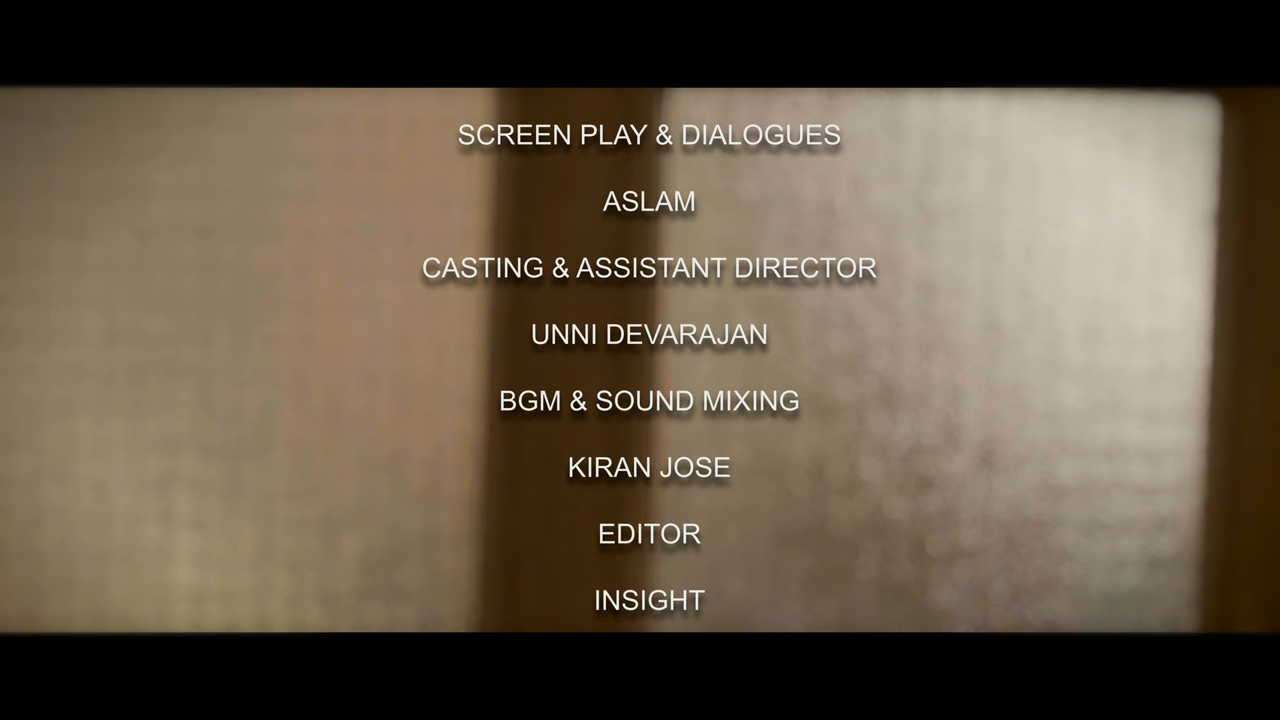 SCREEN PLAY & DIALOGUES
ASLAM
CASTING & ASSISTANT DIRECTOR
UNNI DEVARAJAN
BGM & SOUND MIXING
KIRAN JOSE
EDITOR
INSIGHT